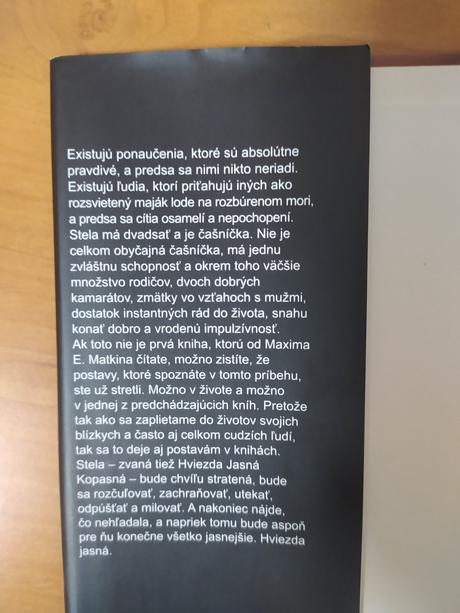 Existujú ponaučenia, ktoré sú absolútne
pravdivé, a predsa sa nimi nikto neriadi.
Existujú ľudia, ktorí priťahujú iných ako
rozsvietený maják lode na rozbúrenom mori,
a predsa sa cítia osamelí a nepochopení.
Stela má dvadsať a je čašníčka. Nie je
celkom obyčajná čašníčka, má jednu
zvláštnu schopnosť a okrem toho väčšie
množstvo rodičov, dvoch dobrých
kamarátov, zmätky vo vzťahoch s mužmi,
dostatok instantných rád do života, snahu
konať dobro a vrodenú impulzívnosť.
Ak toto nie je prvá kniha, ktorú od Maxima
E. Matkina čítate, možno zistíte, že
postavy, ktoré spoznáte v tomto príbehu,
ste už stretli. Možno v živote a možno
v jednej z predchádzajúcich kníh. Pretože
tak ako sa zaplietame do životov svojich
blízkych a často aj celkom cudzích ľudí,
tak sa to deje aj postavám v knihách.
Stela – zvaná tiež Hviezda Jasná
Kopasná – bude chvíľu stratená, bude
sa rozčuľovať, zachraňovať, utekať,
odpúšťať a milovať. A nakoniec nájde,
čo nehľadala, a napriek tomu bude aspoň
pre ňu konečne všetko jasnejšie. Hviezda
jasná.